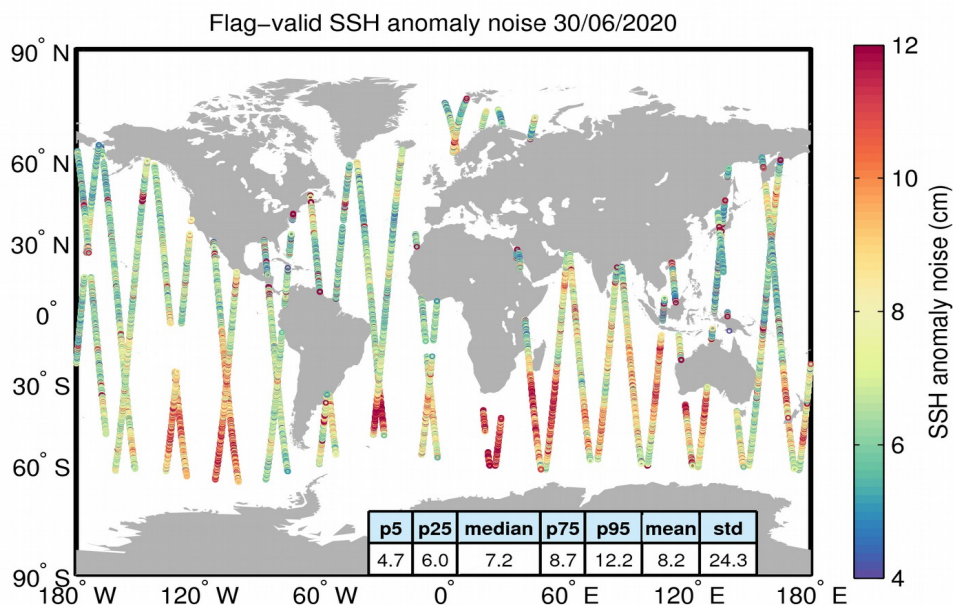 Flag−valid SSH anomaly noise 30/06/2020
90° N
60° N
30° N
0°
30° S
60° S
90° S
180° W
120° W
60° W
0°
60° E
120° E
180° E
p5 p25 median p75 p95 mean std
4.7 6.0 7.2 8.7 12.2 8.2 24.3
12
10
8
6
4
SSH anomaly noise (cm)